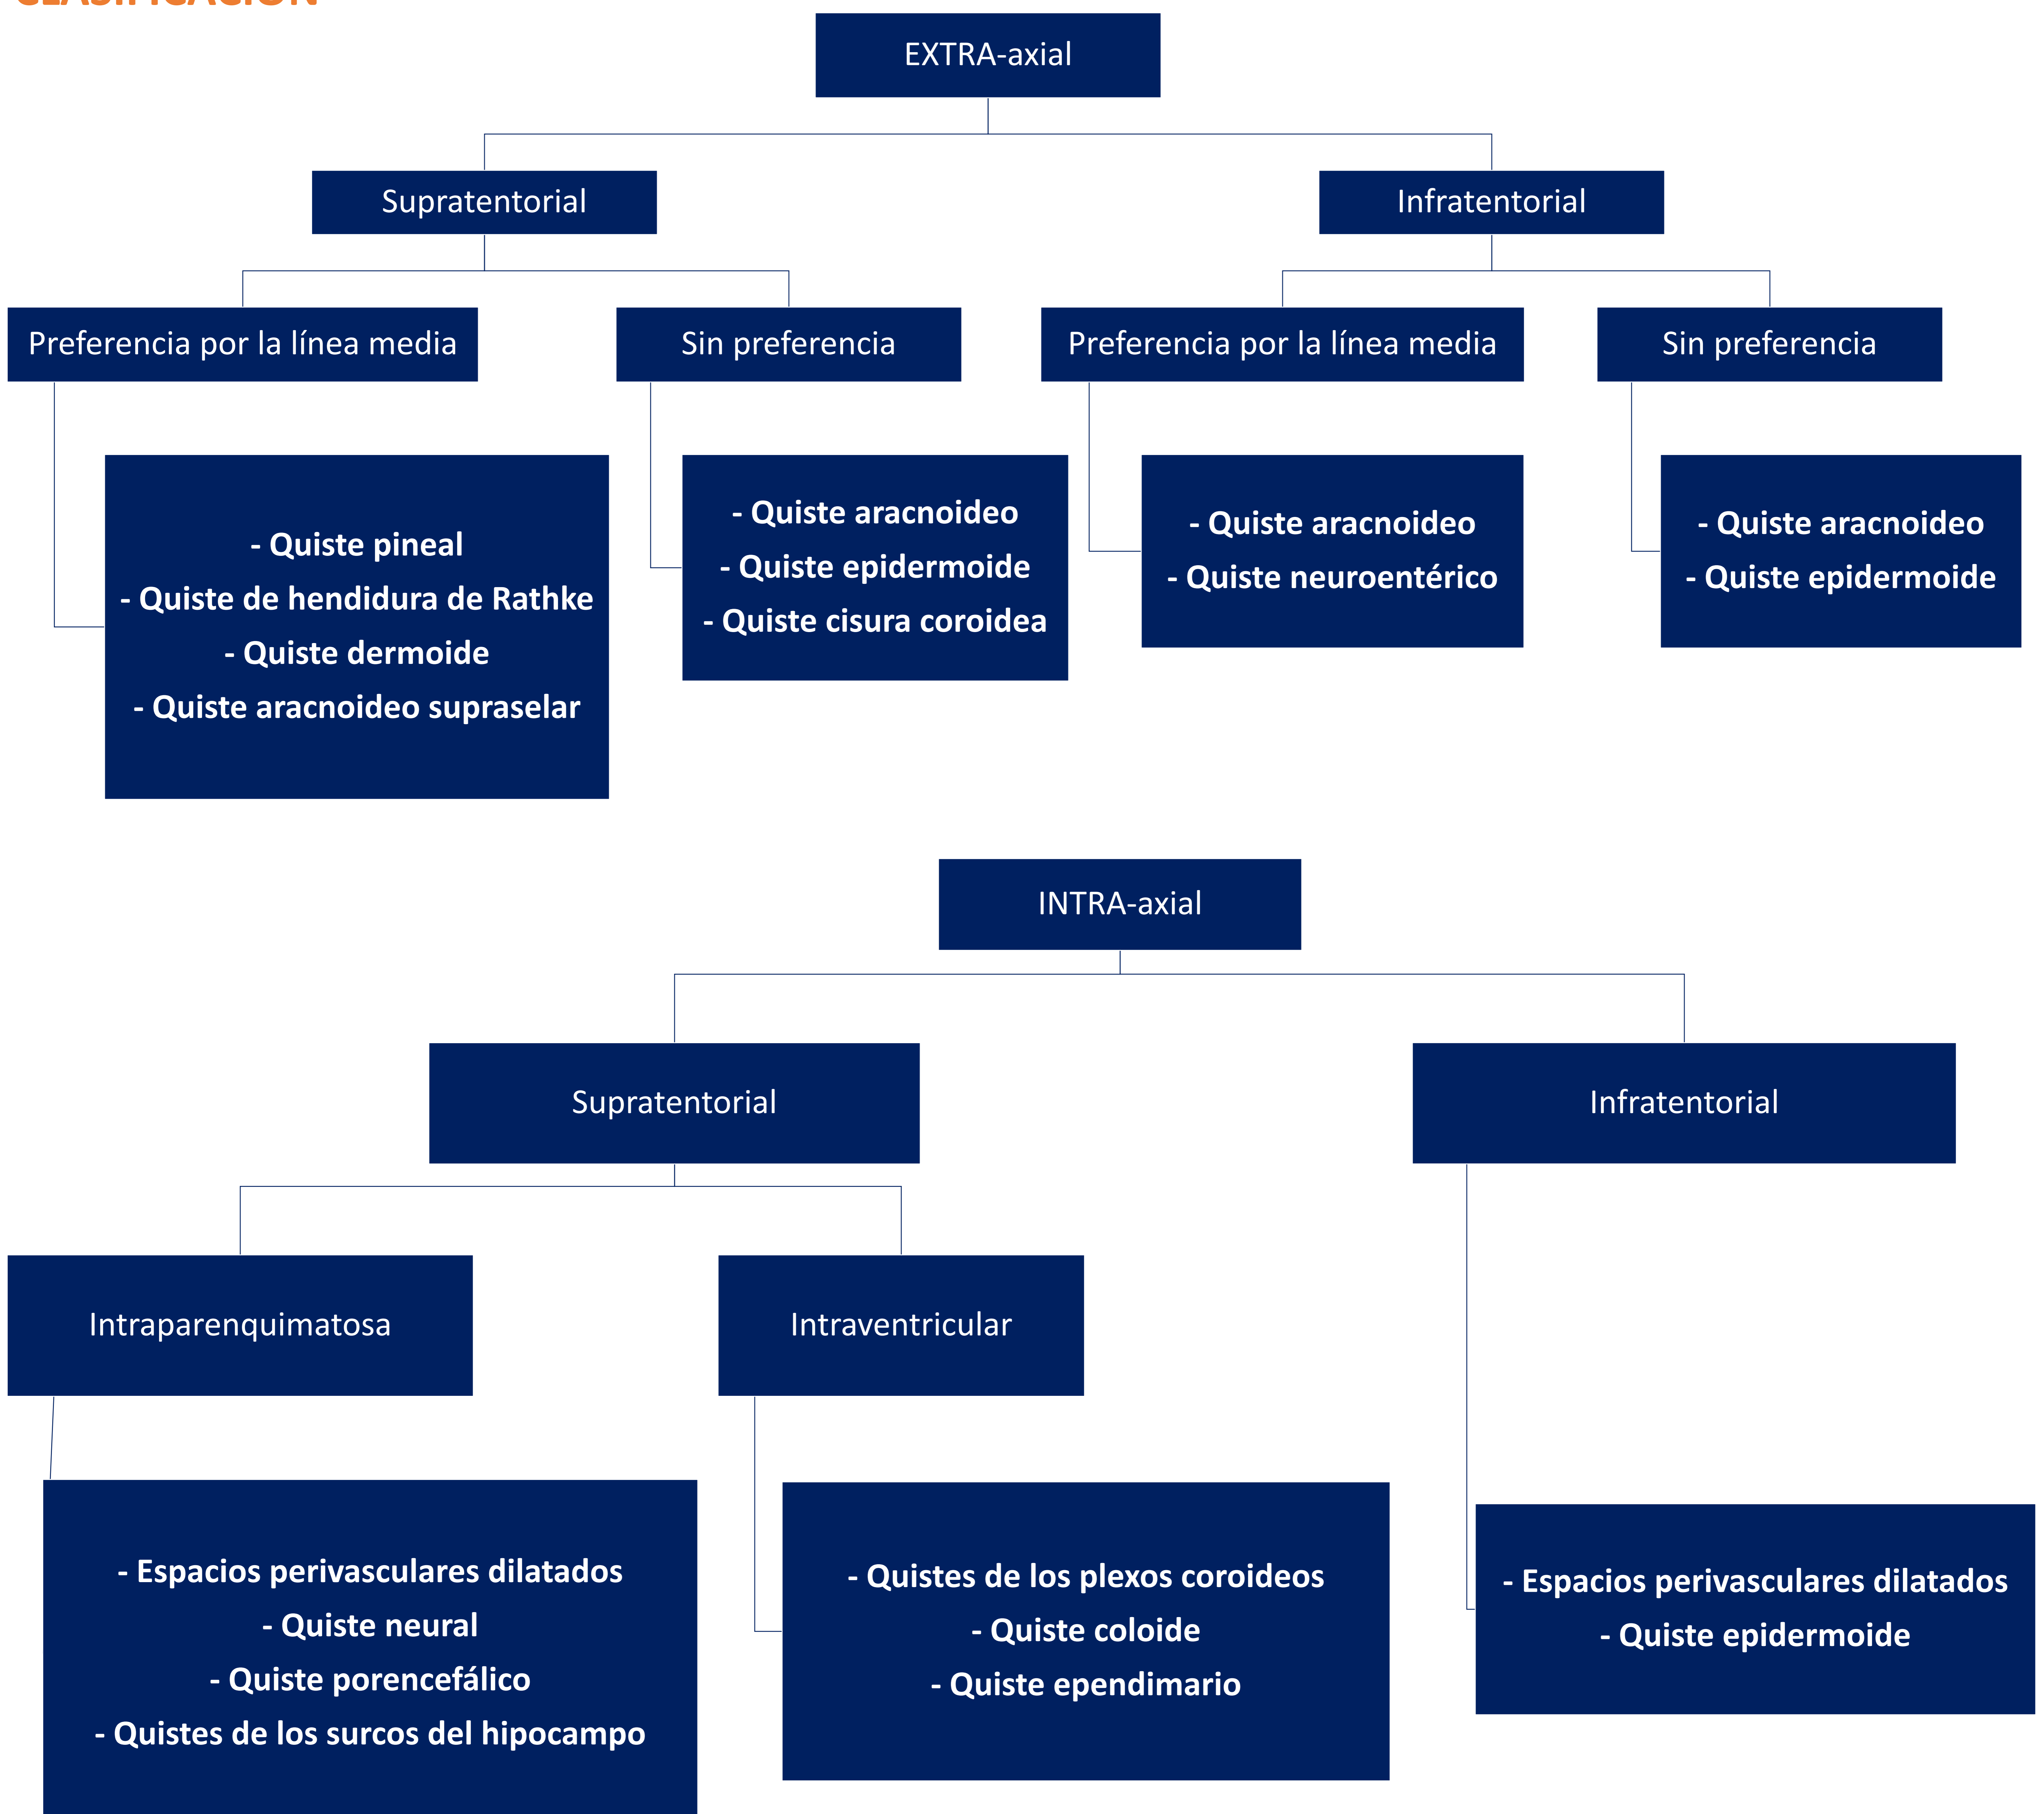 CLASIFICACIÓN
EXTRA-axial
Supratentorial
Infratentorial
Preferencia por la línea media
Sin preferencia
Preferencia por la línea media
Sin preferencia
- Quiste pineal
- Quiste de hendidura de Rathke
- Quiste dermoide
- Quiste aracnoideo supraselar
- Quiste aracnoideo
- Quiste epidermoide
- Quiste cisura coroidea
- Quiste aracnoideo
- Quiste neuroentérico
- Quiste aracnoideo
- Quiste epidermoide
INTRA-axial
Supratentorial
Infratentorial
Intraparenquimatosa
Intraventricular
- Espacios perivasculares dilatados
- Quiste neural
- Quiste porencefálico
- Quistes de los surcos del hipocampo
- Quistes de los plexos coroideos
- Quiste coloide
- Quiste ependimario
- Espacios perivasculares dilatados
- Quiste epidermoide